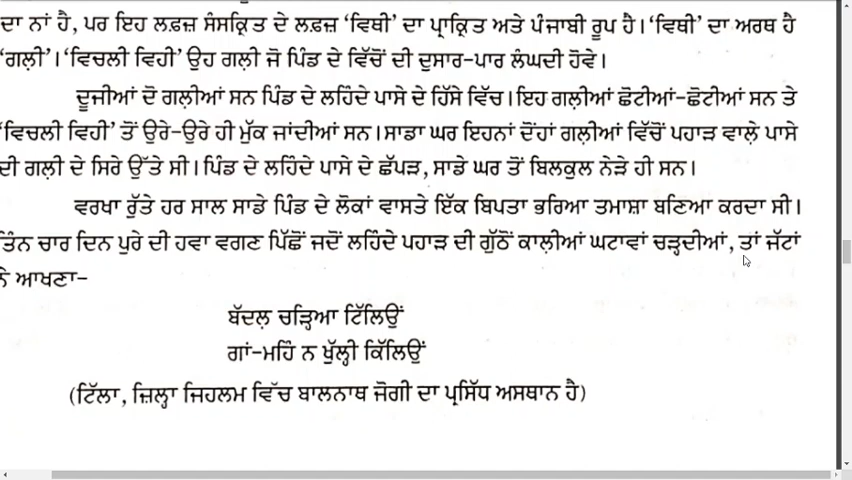 ਦਾ ਨਾਂ ਹੈ, ਪਰ ਇਹ ਲਫ਼ਜ਼ ਸੰਸਕ੍ਰਿਤ ਦੇ ਲਫ਼ਜ਼ 'ਵਿਥੀ' ਦਾ ਪ੍ਰਾਕ੍ਰਿਤ ਅਤੇ ਪੰਜਾਬੀ ਰੂਪ ਹੈ। 'ਵਿਥੀ' ਦਾ ਅਰਥ ਹੈ
'ਗਲ਼ੀ'। 'ਵਿਚਲੀ ਵਿਹੀ' ਉਹ ਗਲ਼ੀ ਜੋ ਪਿੰਡ ਦੇ ਵਿੱਚੋਂ ਦੀ ਦੁਸਾਰ-ਪਾਰ ਲੰਘਦੀ ਹੋਵੇ।
ਦੂਜੀਆਂ ਦੋ ਗਲ਼ੀਆਂ ਸਨ ਪਿੰਡ ਦੇ ਲਹਿੰਦੇ ਪਾਸੇ ਦੇ ਹਿੱਸੇ ਵਿੱਚ। ਇਹ ਗਲ਼ੀਆਂ ਛੋਟੀਆਂ-ਛੋਟੀਆਂ ਸਨ ਤੇ
'ਵਿਚਲੀ ਵਿਹੀ' ਤੋਂ ਉਰੇ-ਉਰੇ ਹੀ ਮੁੱਕ ਜਾਂਦੀਆਂ ਸਨ। ਸਾਡਾ ਘਰ ਇਹਨਾਂ ਦੋਂਹਾਂ ਗਲ਼ੀਆਂ ਵਿੱਚੋਂ ਪਹਾੜ ਵਾਲ਼ੇ ਪਾਸੇ
ਦੀ ਗਲ਼ੀ ਦੇ ਸਿਰੇ ਉੱਤੇ ਸੀ। ਪਿੰਡ ਦੇ ਲਹਿੰਦੇ ਪਾਸੇ ਦੇ ਛੱਪੜ, ਸਾਡੇ ਘਰ ਤੋਂ ਬਿਲਕੁਲ ਨੇੜੇ ਹੀ ਸਨ।
ਵਰਖਾ ਰੁੱਤੇ ਹਰ ਸਾਲ ਸਾਡੇ ਪਿੰਡ ਦੇ ਲੋਕਾਂ ਵਾਸਤੇ ਇੱਕ ਬਿਪਤਾ ਭਰਿਆ ਤਮਾਸ਼ਾ ਬਣਿਆ ਕਰਦਾ ਸੀ।
ਤਿੰਨ ਚਾਰ ਦਿਨ ਪੁਰੇ ਦੀ ਹਵਾ ਵਗਣ ਪਿੱਛੋਂ ਜਦੋਂ ਲਹਿੰਦੇ ਪਹਾੜ ਦੀ ਗੁੱਠੋਂ ਕਾਲ਼ੀਆਂ ਘਟਾਵਾਂ ਚੜ੍ਹਦੀਆਂ, ਤਾਂ ਜੱਟਾਂ
ਨੇ ਆਖਣਾ-
ਬੱਦਲ਼ ਚੜ੍ਹਿਆ ਟਿੱਲਿਉਂ
ਗਾਂ-ਮਹਿੰ ਨ ਖੁੱਲ੍ਹੀ ਕਿੱਲਿਉਂ
(ਟਿੱਲਾ, ਜ਼ਿਲ੍ਹਾ ਜਿਹਲਮ ਵਿੱਚ ਬਾਲਨਾਥ ਜੋਗੀ ਦਾ ਪ੍ਰਸਿੱਧ ਅਸਥਾਨ ਹੈ)